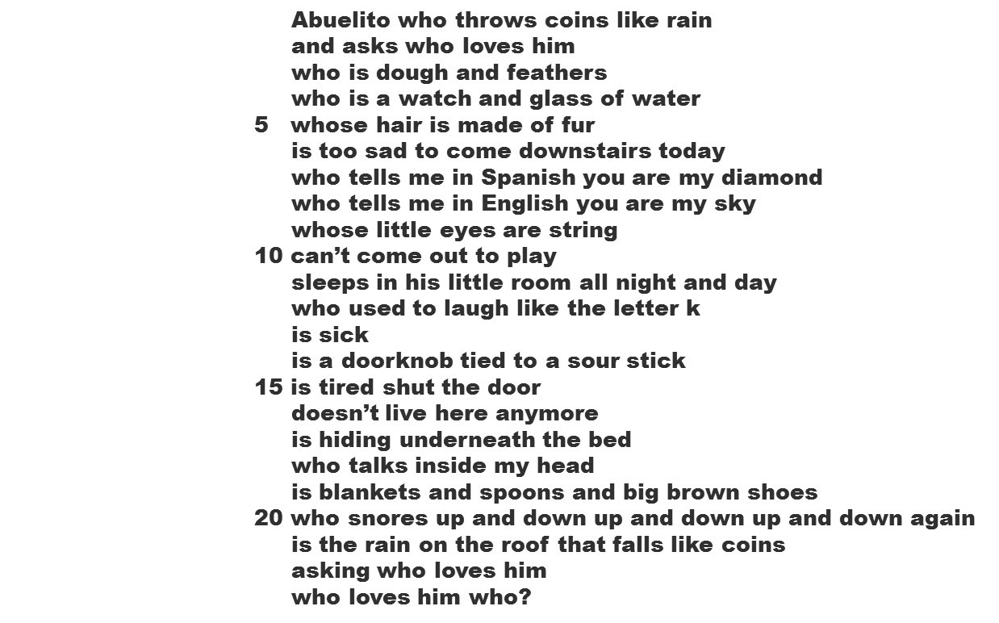 Abuelito who throws coins like rain
and asks who loves him
who is dough and feathers
who is a watch and glass of water
5 whose hair is made of fur
is too sad to come downstairs today
who tells me in Spanish you are my diamond
who tells me in English you are my sky
whose little eyes are string
10 can’t come out to play
sleeps in his little room all night and day
who used to laugh like the letter k
is sick
is a doorknob tied to a sour stick
15 is tired shut the door
doesn’t live here anymore
is hiding underneath the bed
who talks inside my head
is blankets and spoons and big brown shoes
20 who snores up and down up and down up and down again
is the rain on the roof that falls like coins
asking who loves him
who loves him who?